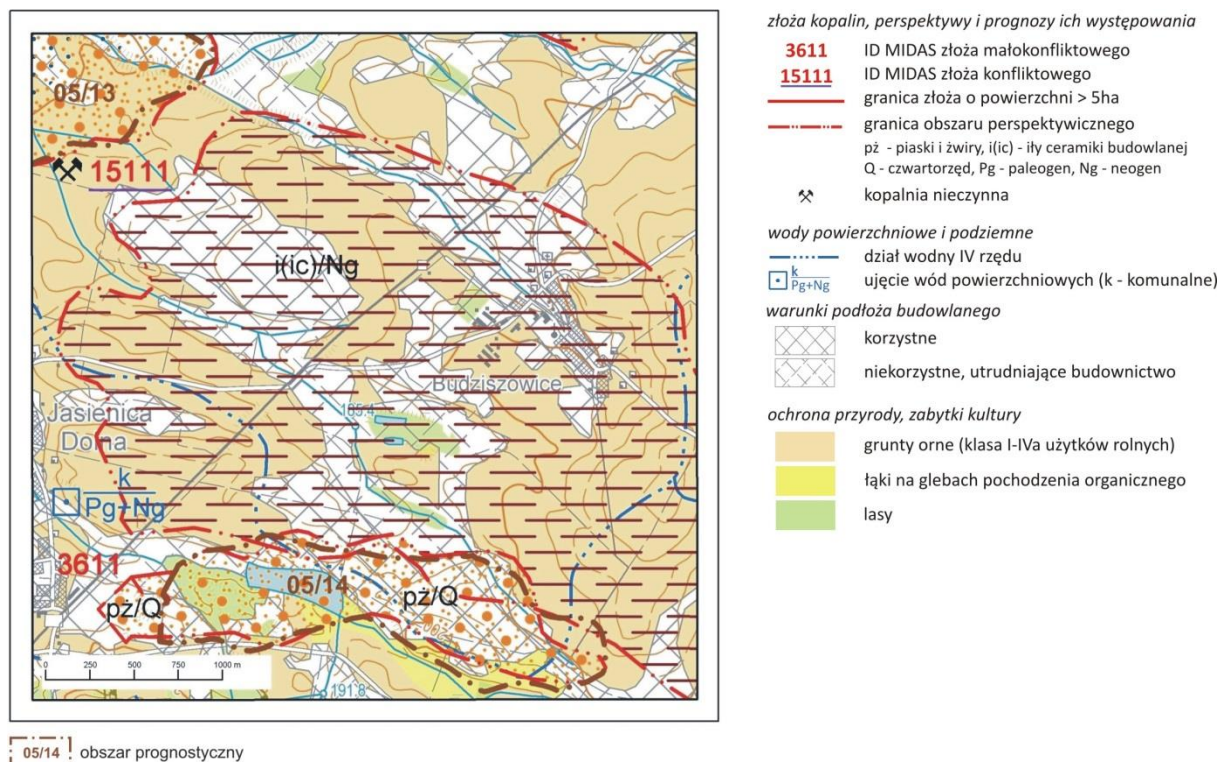 05/13
15111
i(ic)/Ng
Budziszowice
Jasienica
Dolna
185.4
k
Pg+Ng
3611
05/14
pż/Q
pż/Q
0 250 500 750 1000 m
191.8
05/14 obszar prognostyczny
złoża kopalin, perspektywy i prognozy ich występowania
3611 ID MIDAS złoża małokonfliktowego
15111 ID MIDAS złoża konfliktowego
granica złoża o powierzchni > 5ha
granica obszaru perspektywicznego
pż - piaski i żwiry, i(ic) - iły ceramiki budowlanej
Q - czwartorzęd, Pg - paleogen, Ng - neogen
kopalnia nieczynna
wody powierzchniowe i podziemne
dział wodny IV rzędu
k
Pg+Ng
ujęcie wód powierzchniowych (k - komunalne)
warunki podłoża budowlanego
korzystne
niekorzystne, utrudniające budownictwo
ochrona przyrody, zabytki kultury
grunty orne (klasa I-IVa użytków rolnych)
łąki na glebach pochodzenia organicznego
lasy